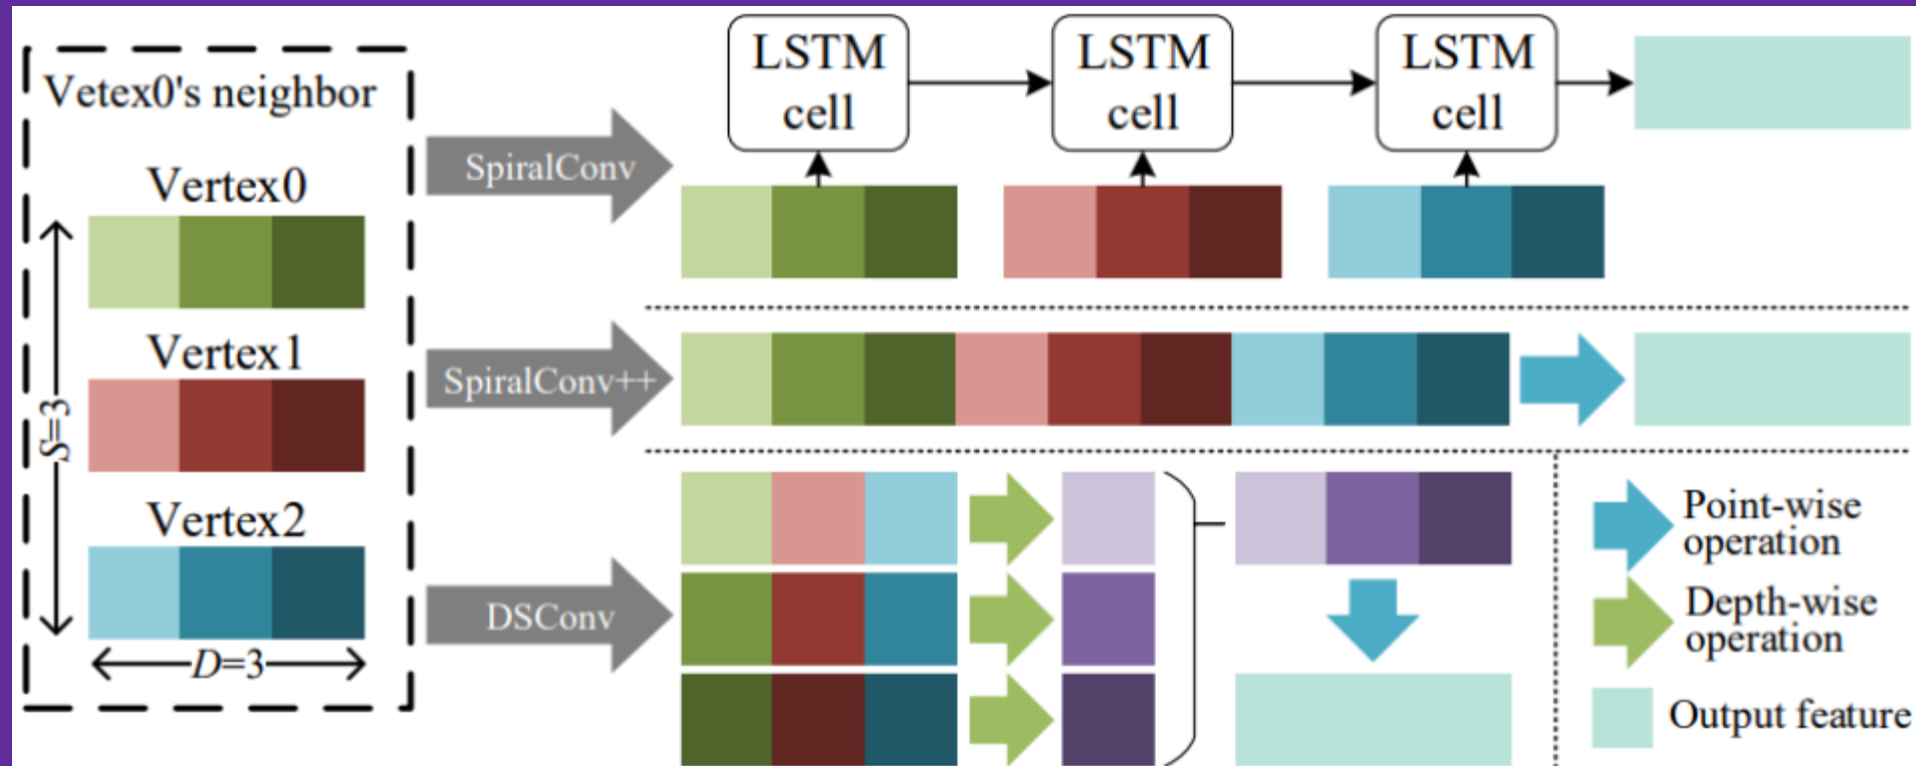 Vetex0's neighbor
Vertex0
Vertex1
Vertex2
S=3
D=3
SpiralConv
SpiralConv++
DSConv
LSTM
cell
LSTM
cell
LSTM
cell
Point-wise
operation
Depth-wise
operation
Output feature